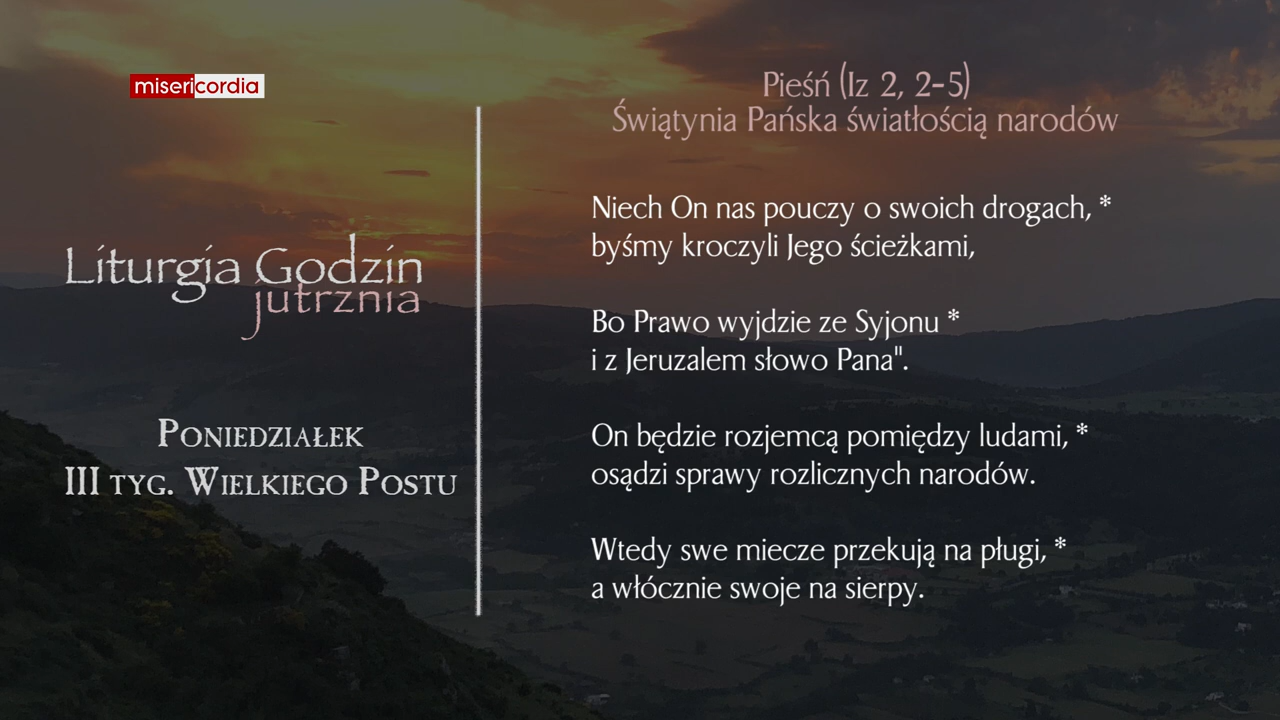 misericordia
Liturgia Godzin
jutrznia
Poniedziałek
III tyg. Wielkiego Postu
Pieśń (Iz 2, 2-5)
Świątynia Pańska światłością narodów
Niech On nas pouczy o swoich drogach, *
byśmy kroczyli Jego ścieżkami,
Bo Prawo wyjdzie ze Syjonu *
i z Jeruzalem słowo Pana".
On będzie rozjemcą pomiędzy ludami, *
osądzi sprawy rozlicznych narodów.
Wtedy swe miecze przekują na pługi, *
a włócznie swoje na sierpy.